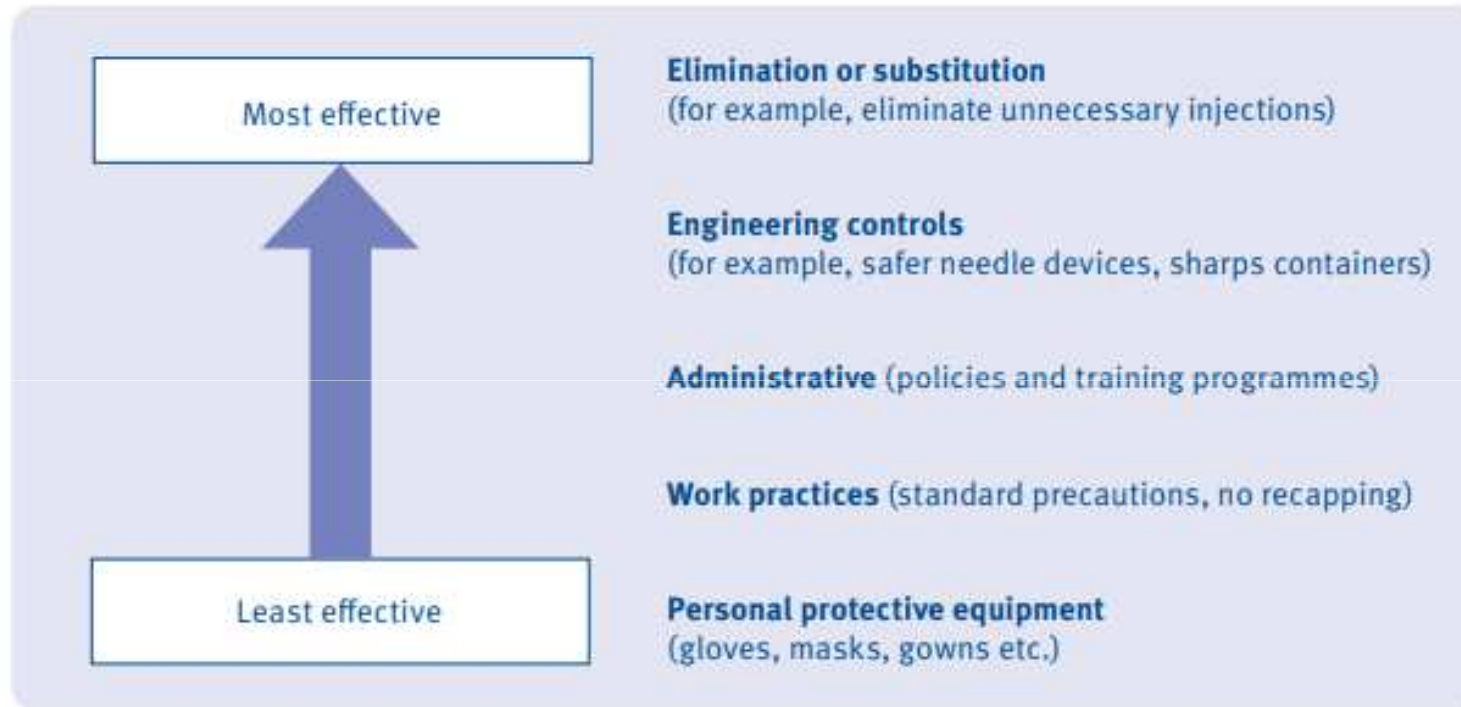 Most effective
Elimination or substitution
(for example, eliminate unnecessary injections)
Engineering controls
(for example, safer needle devices, sharps containers)
Administrative (policies and training programmes)
Work practices (standard precautions, no recapping)
Least effective
Personal protective equipment
(gloves, masks, gowns etc.)